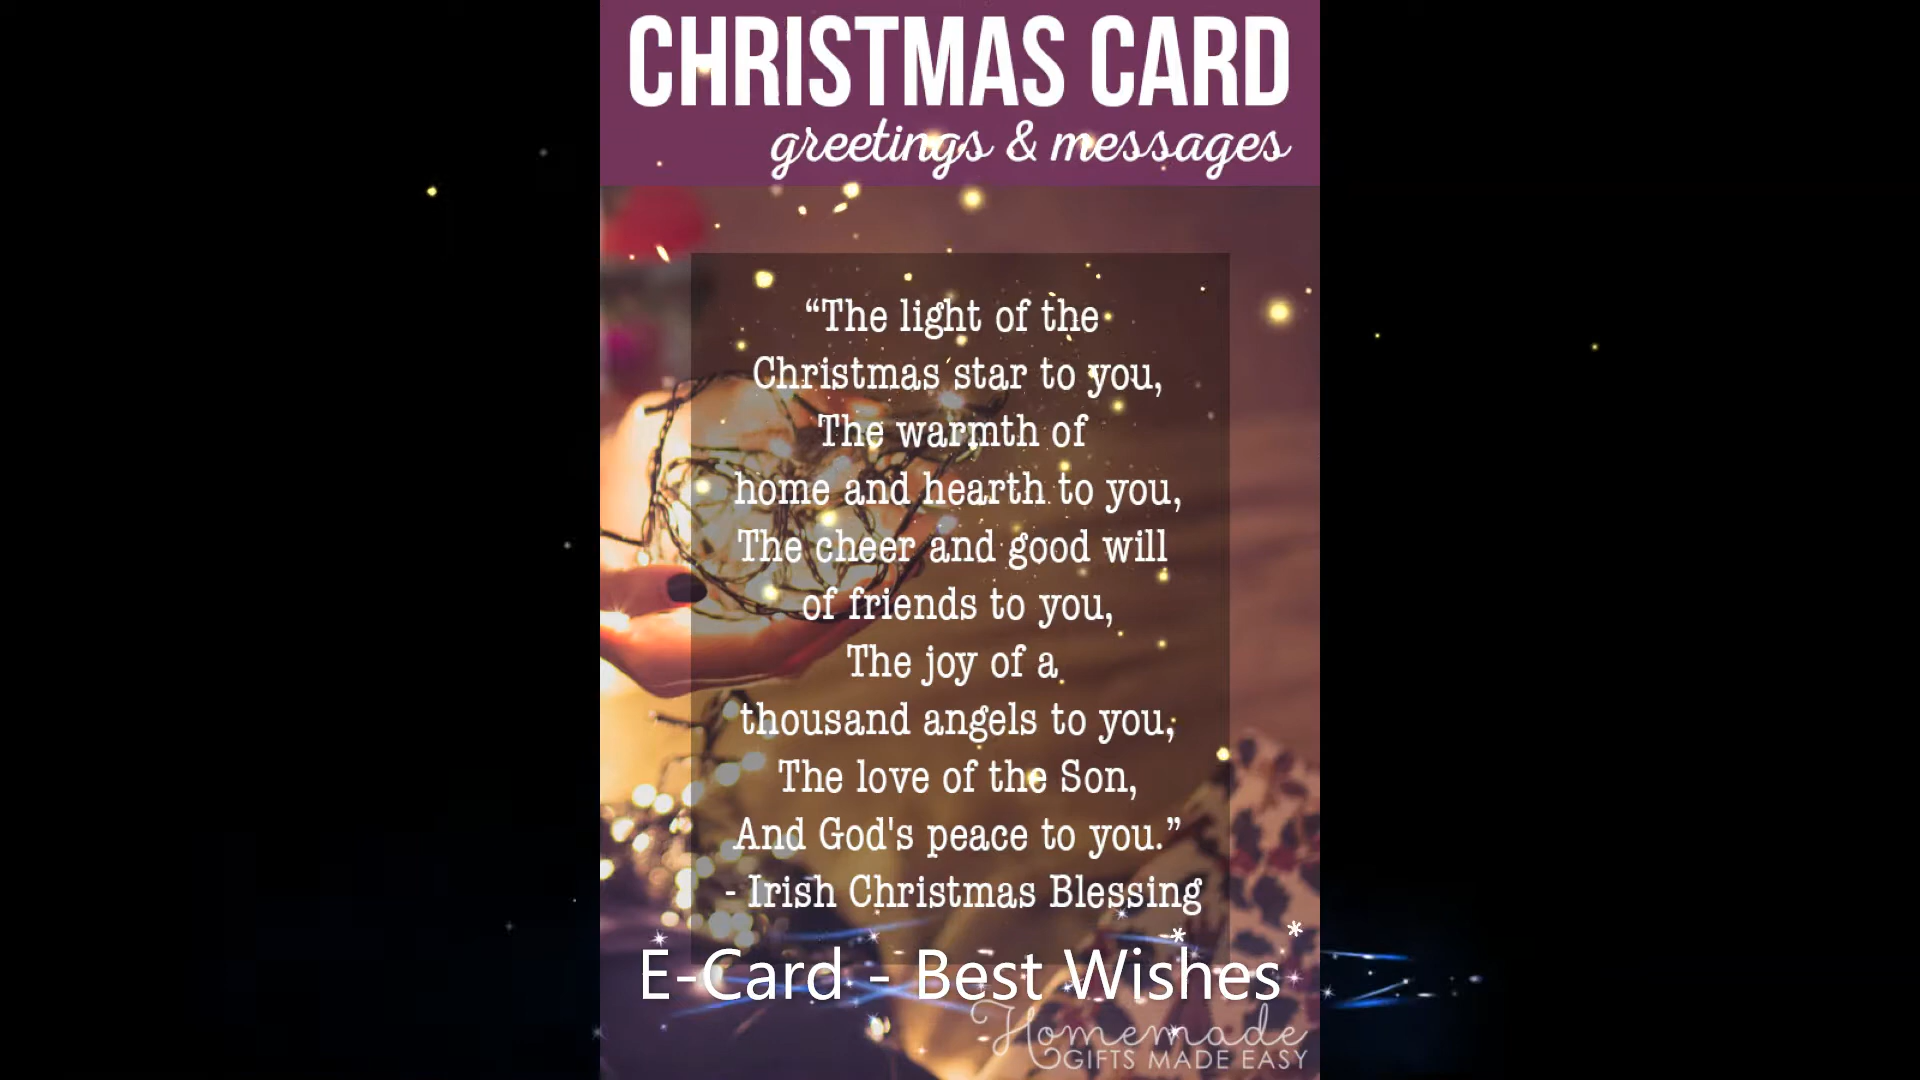 CHRISTMAS CARD
greetings & messages
“The light of the
Christmas star to you,
The warmth of
home and hearth to you,
The cheer and good will
of friends to you,
The joy of a
thousand angels to you,
The love of the Son,
And God's peace to you.”
- Irish Christmas Blessing
E-Card - Best Wishes
Homemade
GIFTS MADE EASY